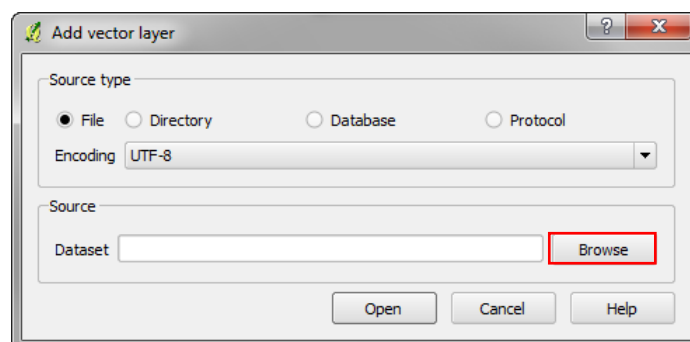 Add vector layer
Source type
File Directory Database Protocol
Encoding UTF-8
Source
Dataset Browse
Open Cancel Help